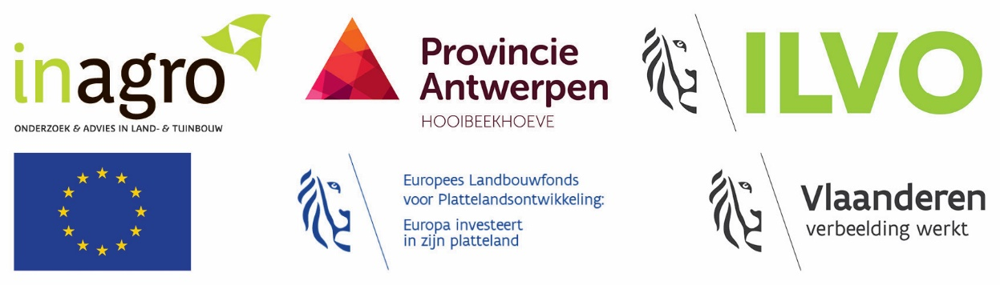 inagro
ONDERZOEK & ADVIES IN LAND- & TUINBOUW
Provincie
Antwerpen
HOOIBEEKHOEVE
ILVO
Europees Landbouwfonds
voor Plattelandsontwikkeling:
Europa investeert
in zijn platteland
Vlaanderen
verbeelding werkt